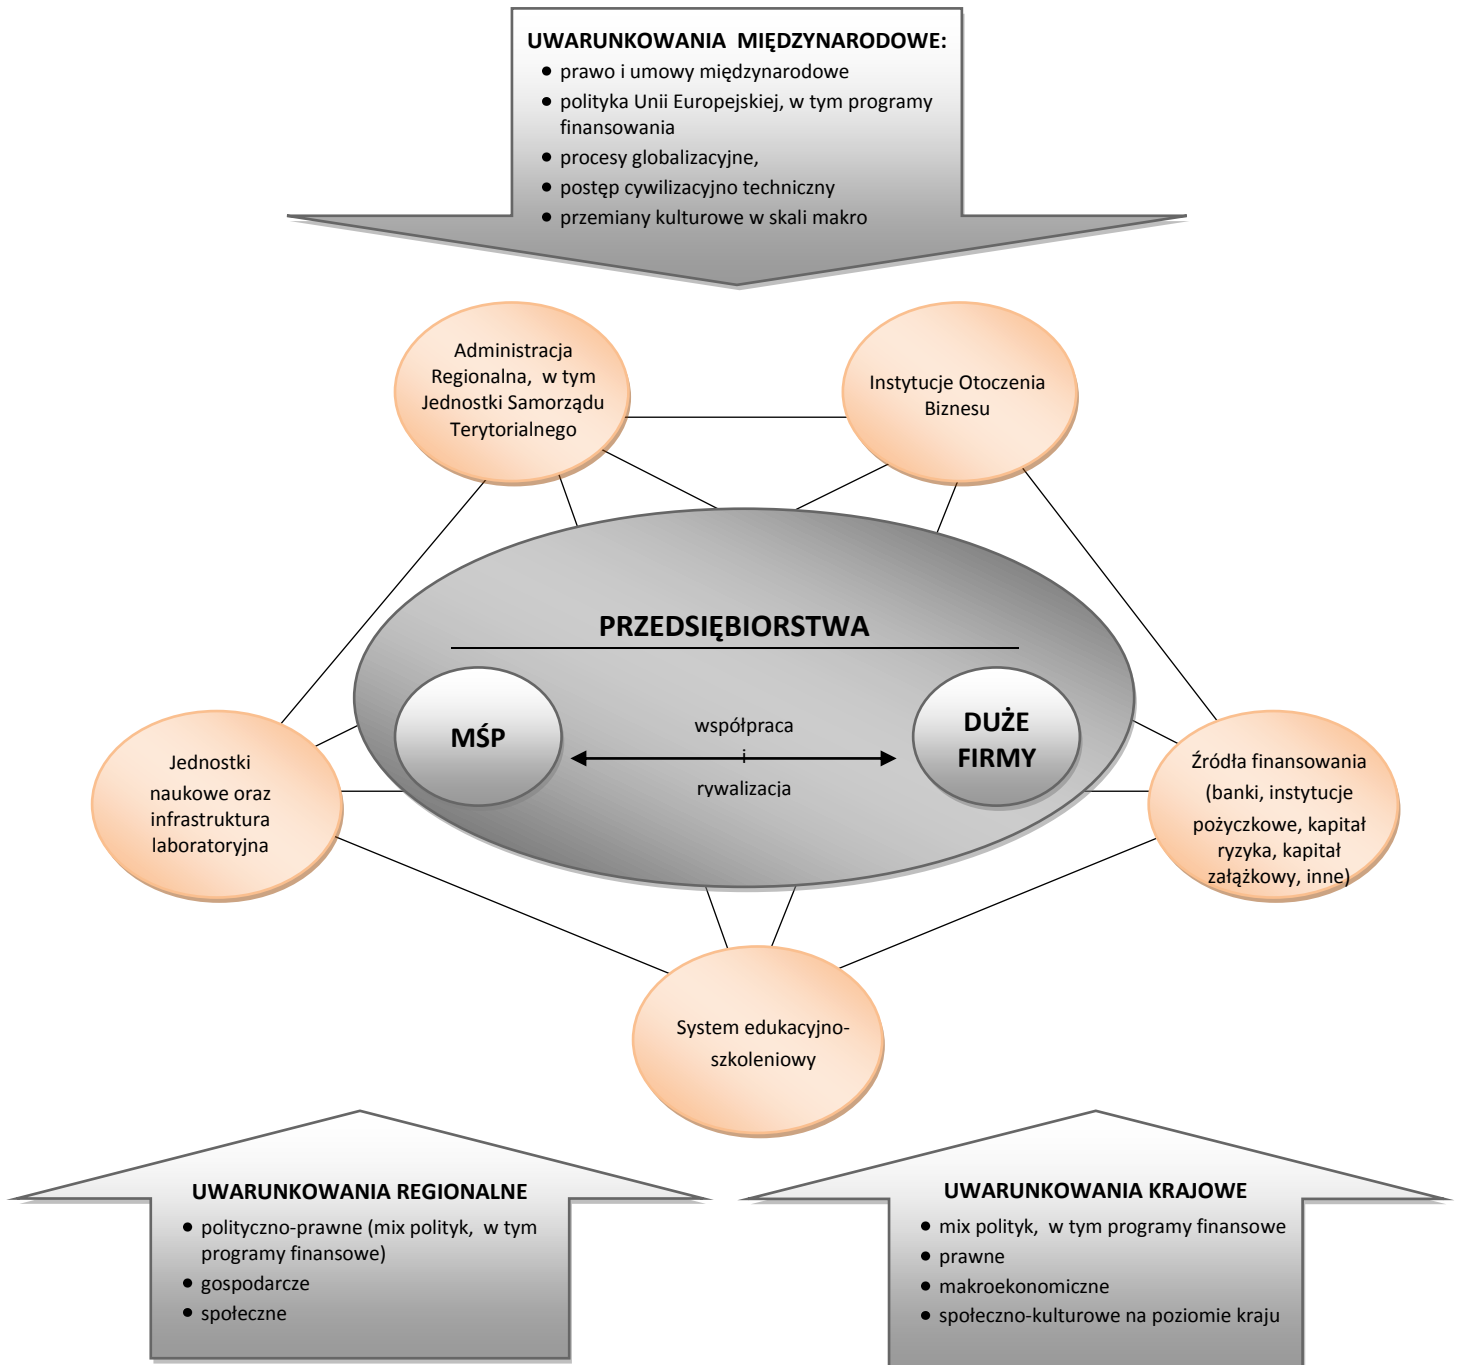 UWARUNKOWANIA MIĘDZYNARODOWE:
• prawo i umowy międzynarodowe
• polityka Unii Europejskiej, w tym programy
finansowania
• procesy globalizacyjne,
• postęp cywilizacyjno techniczny
• przemiany kulturowe w skali makro
Administracja
Regionalna, w tym
Jednostki Samorządu
Terytorialnego
Instytucje Otoczenia
Biznesu
PRZEDSIĘBIORSTWA
MŚP
współpraca
i
rywalizacja
DUŻE
FIRMY
Jednostki
naukowe oraz
infrastruktura
laboratoryjna
Źródła finansowania
(banki, instytucje
pożyczkowe, kapitał
ryzyka, kapitał
załążkowy, inne)
System edukacyjno-
szkoleniowy
UWARUNKOWANIA REGIONALNE
• polityczno-prawne (mix polityk, w tym
programy finansowe)
• gospodarcze
• społeczne
UWARUNKOWANIA KRAJOWE
• mix polityk, w tym programy finansowe
• prawne
• makroekonomiczne
• społeczno-kulturowe na poziomie kraju